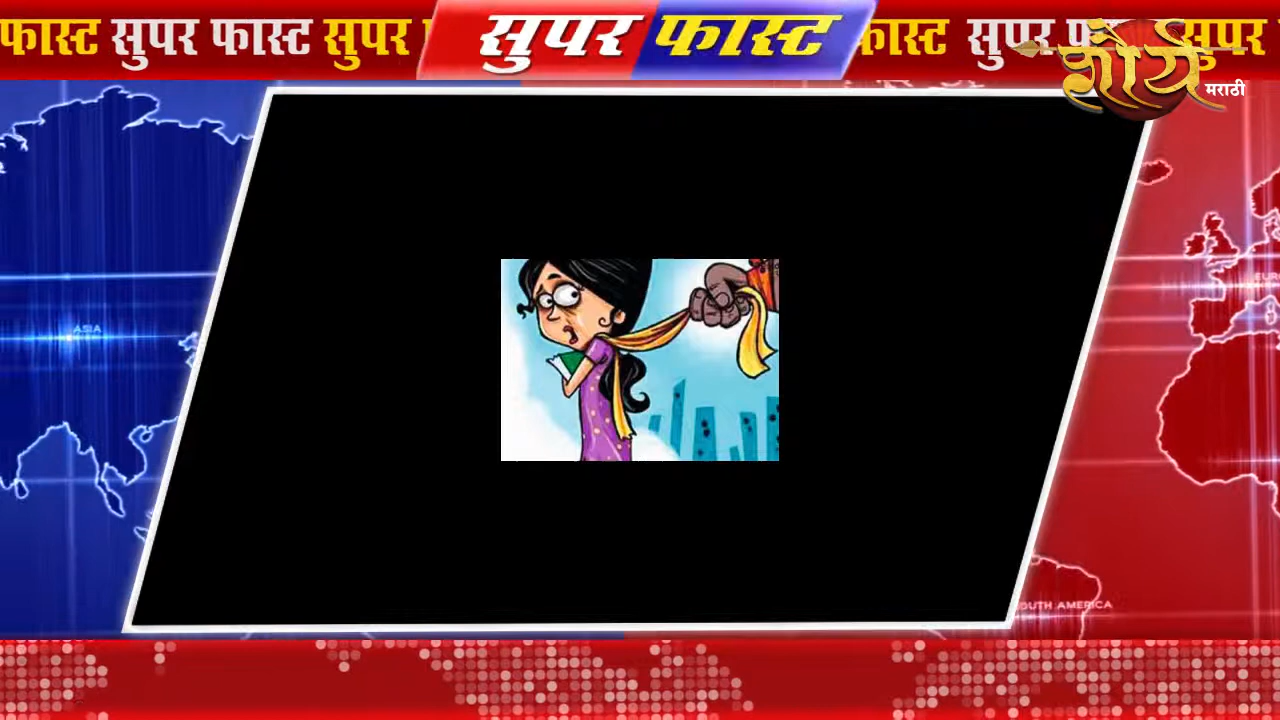 फास्ट सुपर फास्ट सुपर
सुपर फास्ट
फास्ट सुपर
सुपर
शौर्य
मराठी
ASIA
SOUTH AMERICA